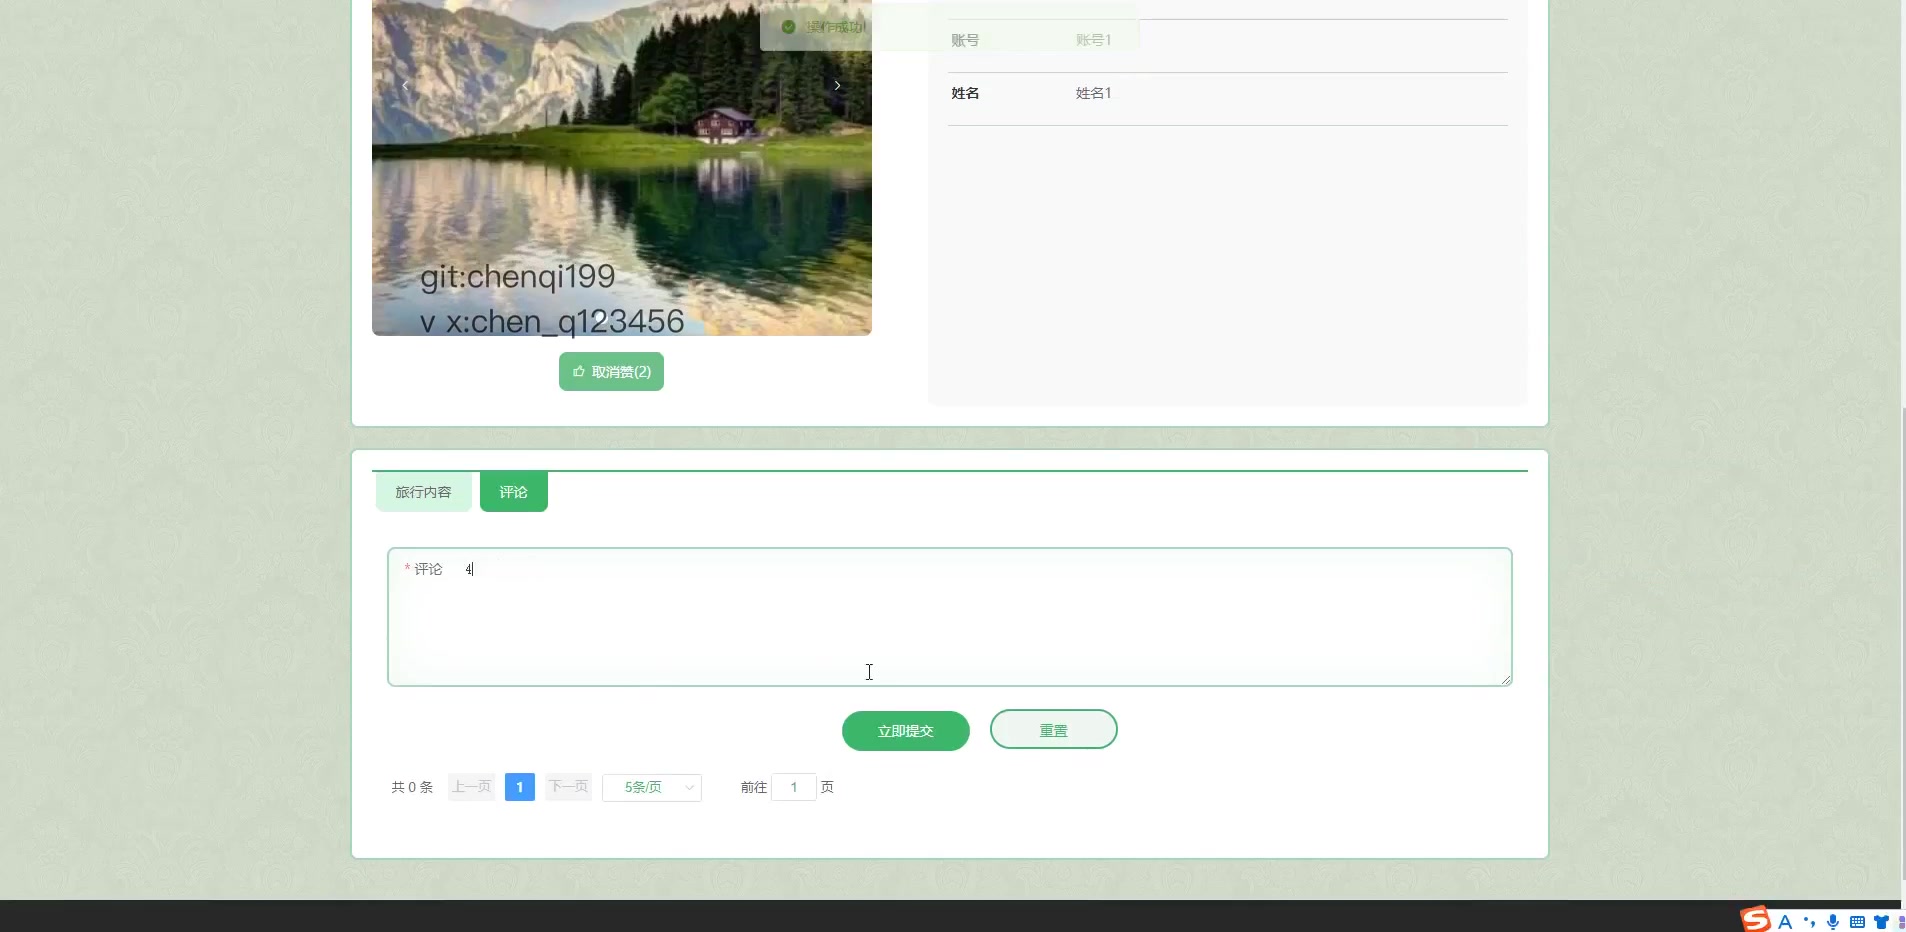 操作成功!
账号 账号1
姓名 姓名1
git:chenqi199
v x:chen_q123456
取消赞(2)
旅行内容 评论
* 评论 4
立即提交 重置
共 0 条 上一页 1 下一页 5条/页 前往 1 页